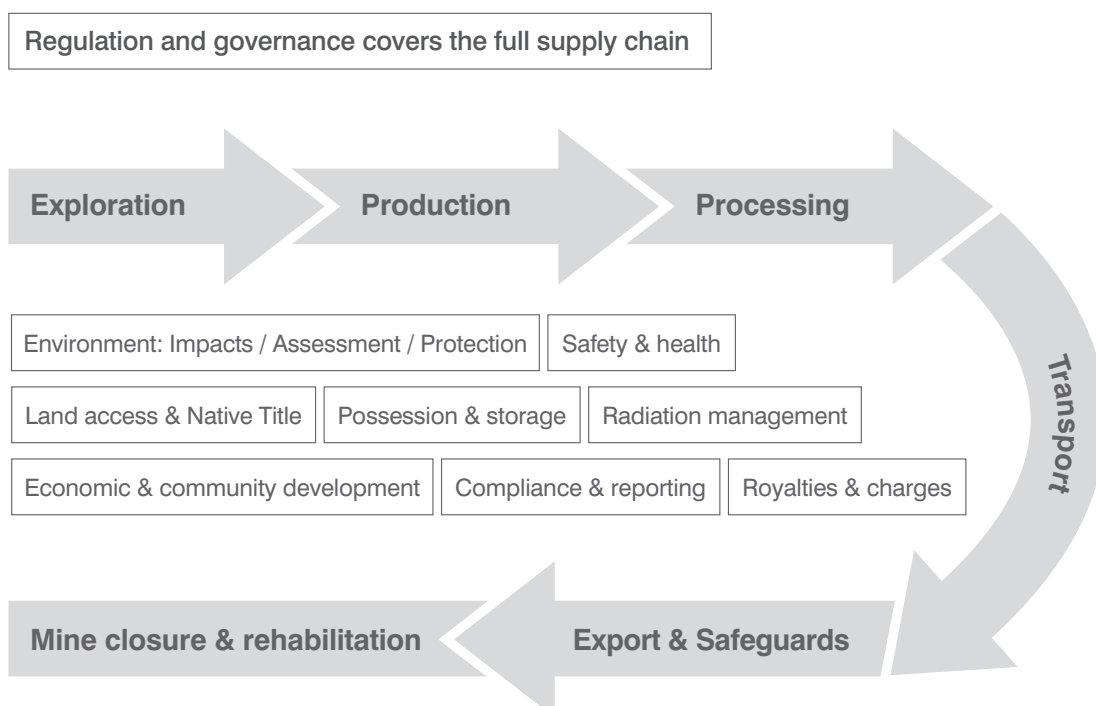 Regulation and governance covers the full supply chain
Exploration
Production
Processing
Environment: Impacts / Assessment / Protection
Safety & health
Land access & Native Title
Possession & storage
Radiation management
Economic & community development
Compliance & reporting
Royalties & charges
Transport
Export & Safeguards
Mine closure & rehabilitation